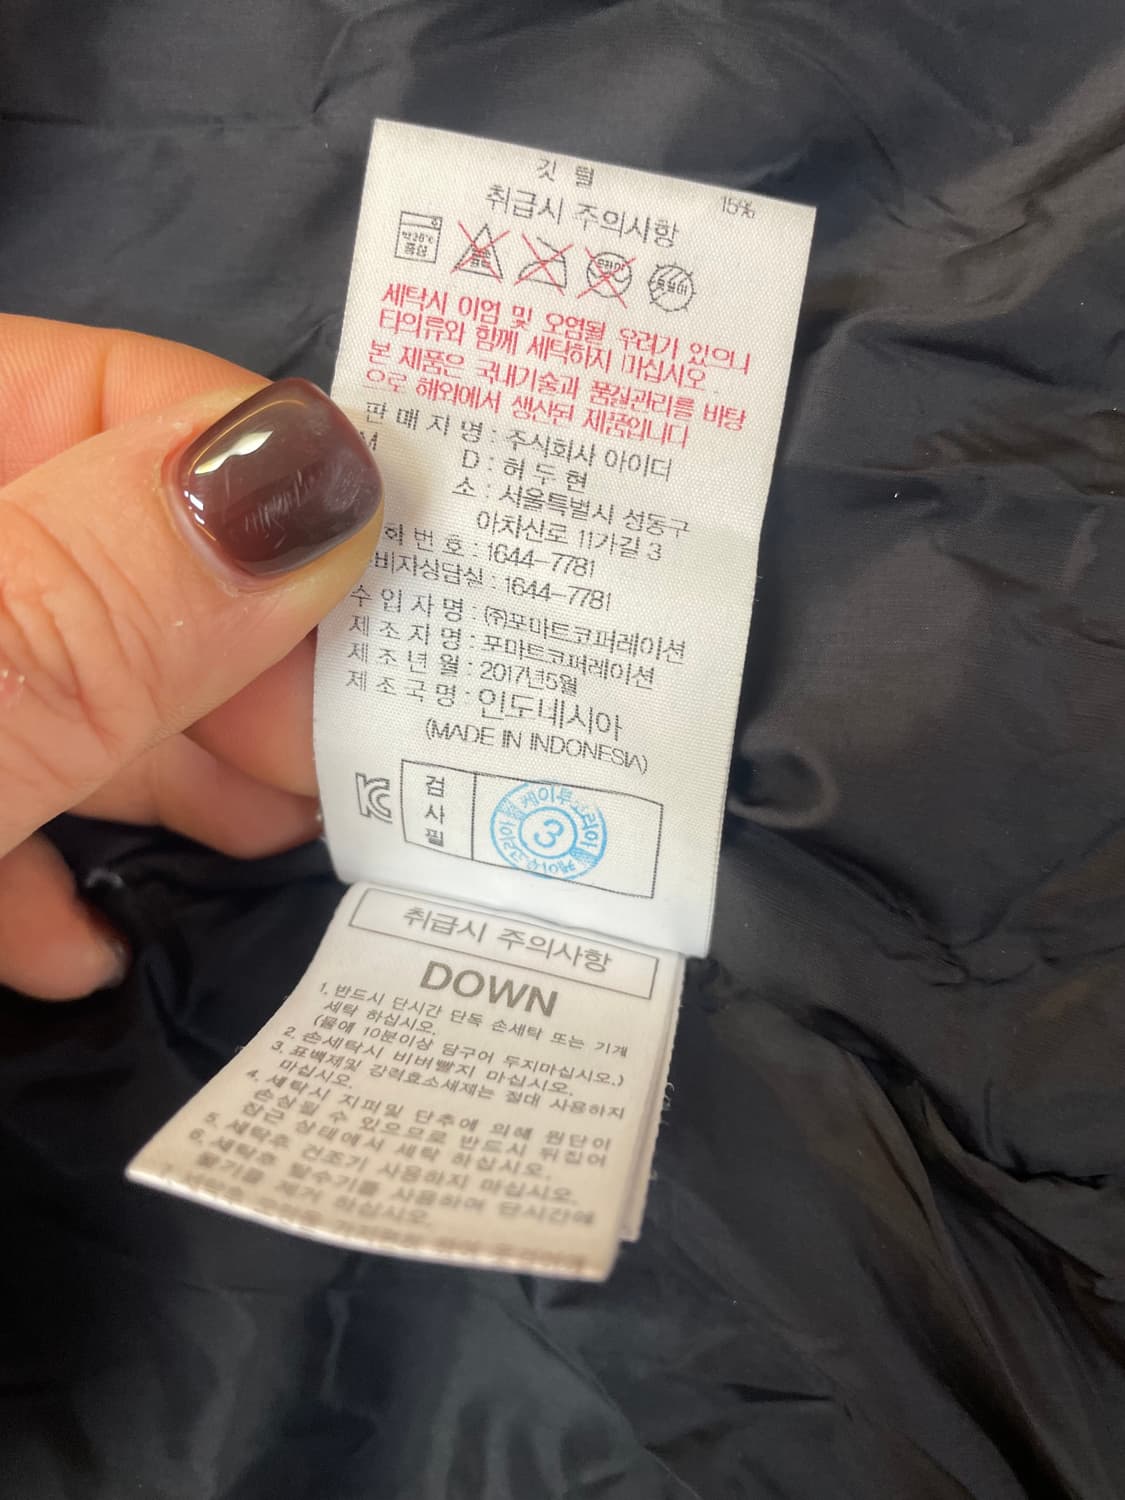 깃 털 15%
취급시 주의사항
약30℃
중성
세탁시 이염 및 오염될 우려가 있으니
타의류와 함께 세탁하지 마십시오.
본 제품은 국내기술과 품질관리를 바탕
으로 해외에서 생산된 제품입니다
판 매 자 명 : 주식회사 아이더
M D : 허 두 현
소 : 서울특별시 성동구
아차산로 11가길 3
화 번 호 : 1644-7781
비자상담실 : 1644-7781
수 입 자 명 : (주)포마트코퍼레이션
제 조 자 명 : 포마트코퍼레이션
제 조 년 월 : 2017년5월
제 조 국 명 : 인도네시아
(MADE IN INDONESIA)
검
사
필
케이투코리아
3
취급시 주의사항
DOWN
1. 반드시 단시간 단독 손세탁 또는 기계
세탁 하십시오.
(물에 10분이상 담구어 두지마십시오.)
2. 손세탁시 비벼빨지 마십시오.
3. 표백제및 강력효소세제는 절대 사용하지
마십시오.
4. 세탁시 지퍼및 단추에 의해 원단이
손상될 수 있으므로 반드시 뒤집어
잠근 상태에서 세탁 하십시오.
5. 세탁후 건조기 사용하지 마십시오.
6. 세탁후 탈수기를 사용하여 단시간에
물기를 제거 하십시오.